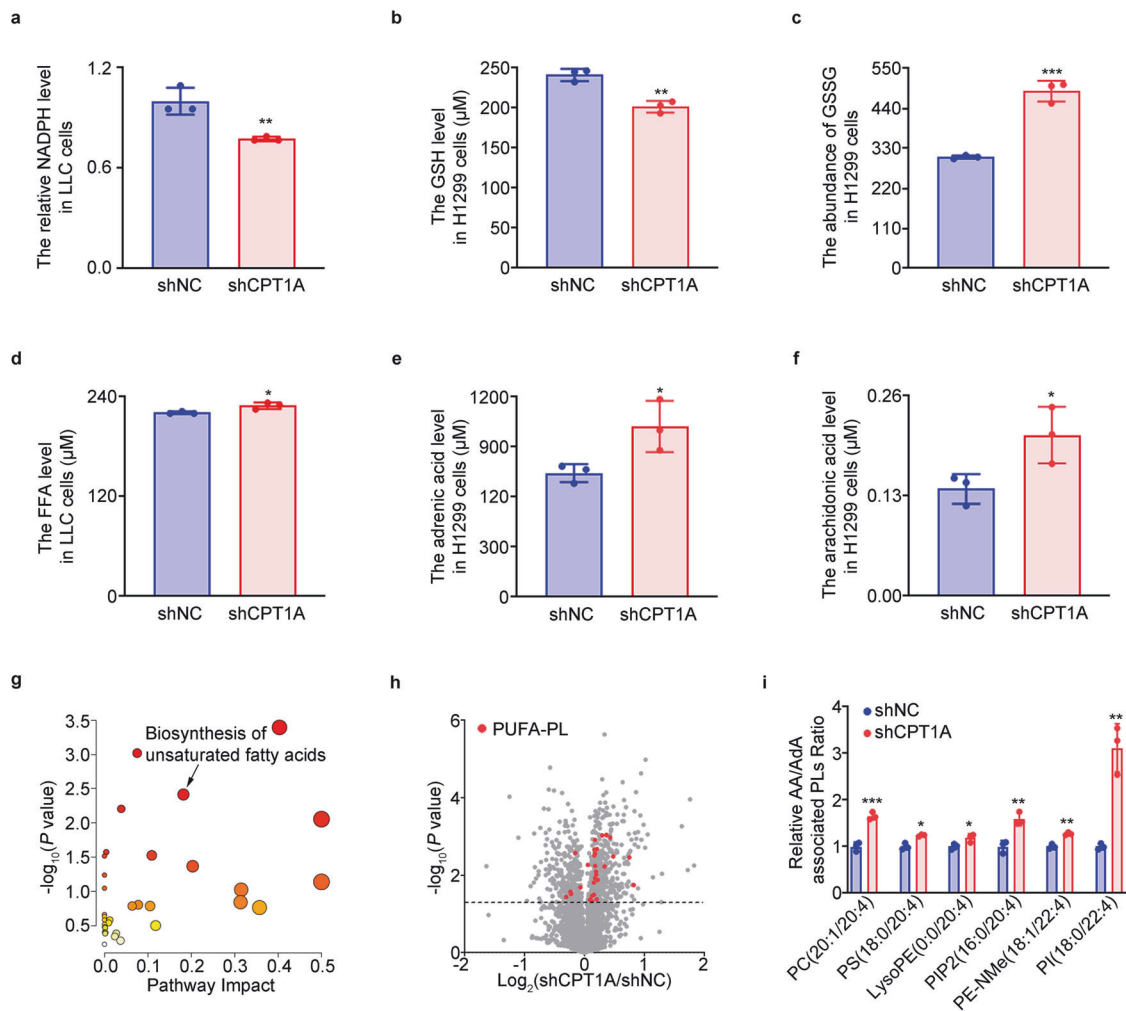 a
The relative NADPH level
in LLC cells
1.2
0.6
0.0
**
shNC
shCPT1A
b
The GSH level
in H1299 cells (μM)
250
200
150
100
50
0
**
shNC
shCPT1A
c
The abundance of GSSG
in H1299 cells
550
440
330
220
110
0
***
shNC
shCPT1A
d
The FFA level
in LLC cells (μM)
240
120
0
*
shNC
shCPT1A
e
The adrenic acid level
in H1299 cells (μM)
1200
900
120
300
0
*
shNC
shCPT1A
f
The arachidonic acid level
in H1299 cells (μM)
0.26
0.13
0.00
*
shNC
shCPT1A
g
-log10(P value)
3.5
3.0
2.5
2.0
1.5
1.0
0.5
Biosynthesis of
unsaturated fatty acids
0.0
0.1
0.2
0.3
0.4
0.5
Pathway Impact
h
-log10(P value)
6
4
2
0
PUFA-PL
-2
-1
0
1
2
Log2(shCPT1A/shNC)
i
Relative AA/AdA
associated PLs Ratio
4
3
2
1
0
shNC
shCPT1A
***
*
*
**
**
**
PC(20:1/20:4)
PS(18:0/20:4)
LysoPE(0:0/20:4)
PIP2(16:0/20:4)
PE-NMe(18:1/22:4)
PI(18:0/22:4)